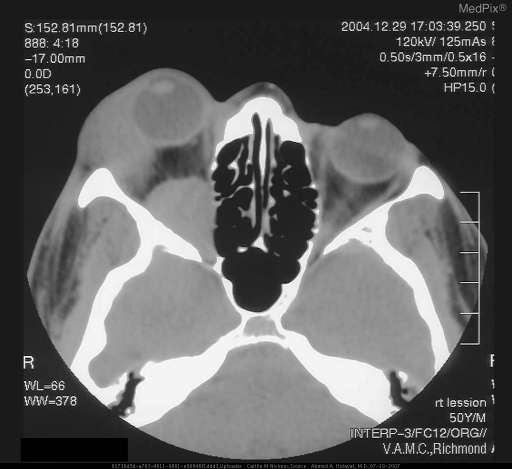 MedPix®
S:152.81mm(152.81)
888: 4:18
-17.00mm
0.0D
(253,161)
2004.12.29 17:03:39.250 S
120kV/ 125mAs
0.50s/3mm/0.5x16
+7.50mm/r
HP15.0
R
WL=66
WW=378
rt lession
50Y/M
INTERP-3/FC12/ORG//
V.A.M.C.,Richmond